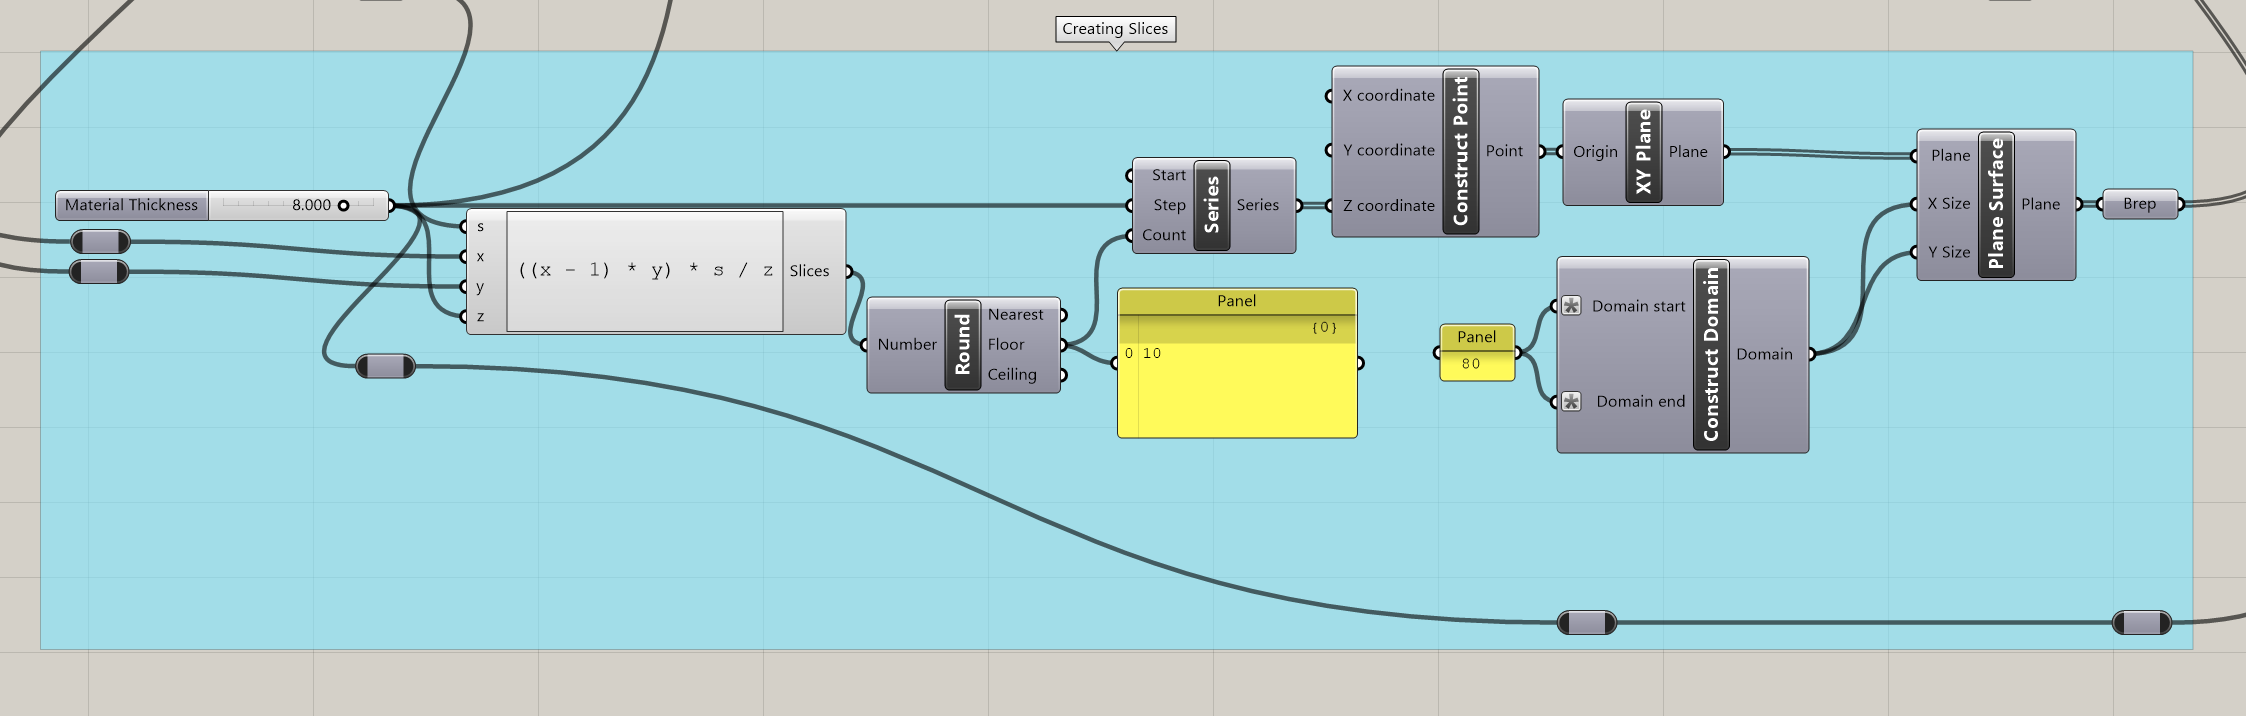 Creating Slices
Material Thickness 8.000
s
x
y
z
((x - 1) * y) * s / z
Slices
Number
Round
Nearest
Floor
Ceiling
Start
Step
Count
Series
Series
Panel
{0}
0 10
X coordinate
Y coordinate
Z coordinate
Construct Point
Point
Origin
XY Plane
Plane
Panel
80
Domain start
Domain end
Construct Domain
Domain
Plane
X Size
Y Size
Plane Surface
Plane
Brep